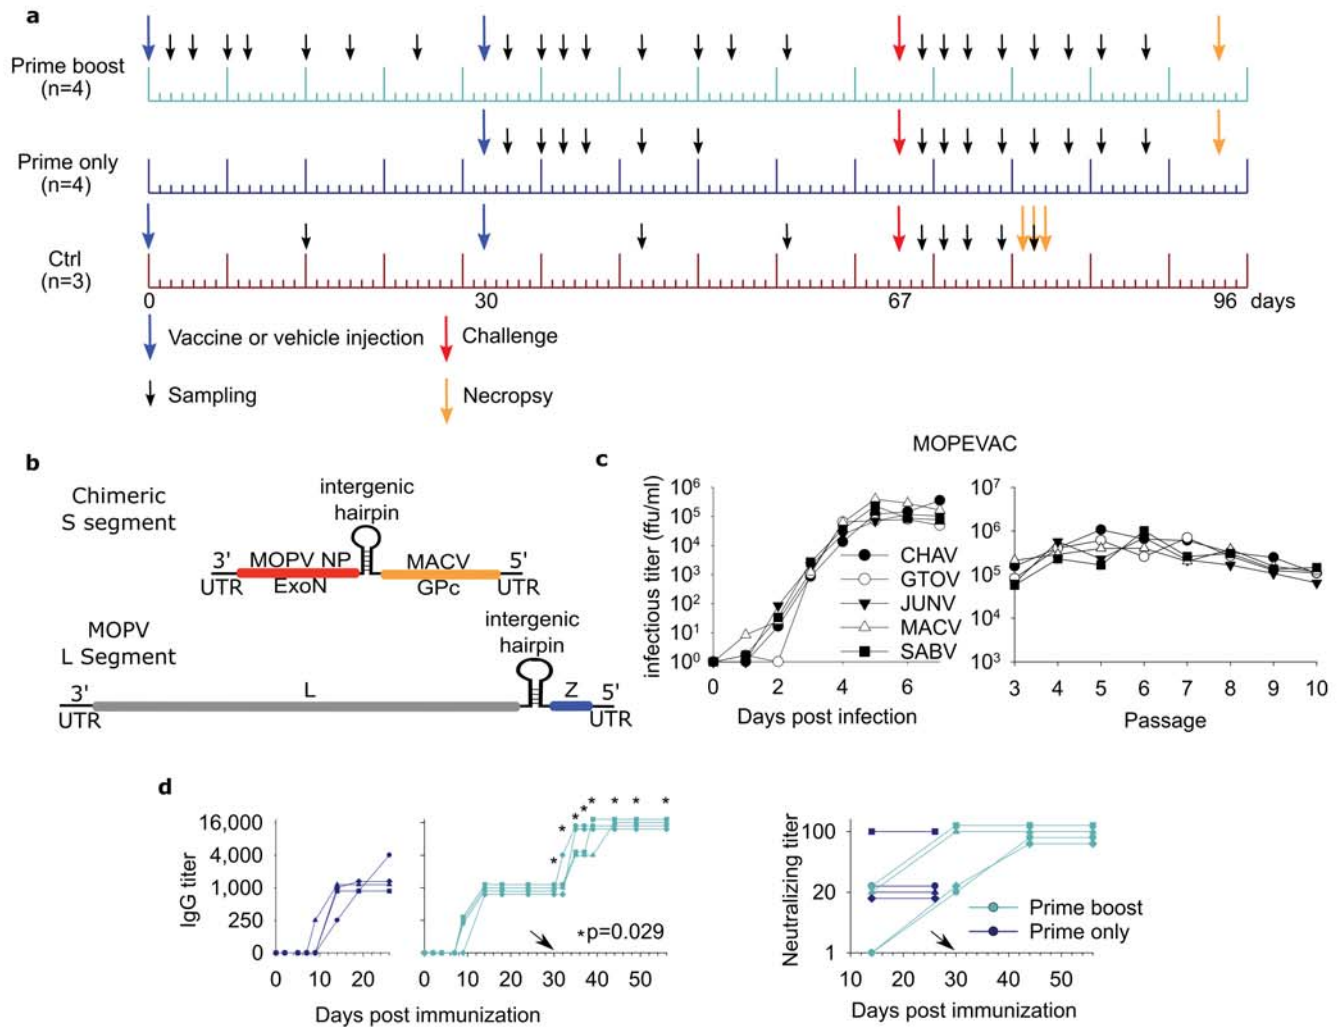 a
Prime boost
(n=4)
Prime only
(n=4)
Ctrl
(n=3)
0 30 67 96 days
Vaccine or vehicle injection
Challenge
Sampling
Necropsy
b
Chimeric
S segment
intergenic
hairpin
3' MOPV NP MACV 5'
UTR ExoN GPc UTR
MOPV
L Segment
intergenic
hairpin
3' L Z 5'
UTR UTR
c
MOPEVAC
infectious titer (ffu/ml)
10⁶
10⁵
10⁴
10³
10²
10¹
10⁰
0 2 4 6
Days post infection
CHAV
GTOV
JUNV
MACV
SABV
10⁷
10⁶
10⁵
10³
3 4 5 6 7 8 9 10
Passage
d
IgG titer
16,000
4,000
1,000
250
0
0 10 20
0 10 20 30 40 50
Days post immunization
* * * * * * * *
*p=0.029
Neutralizing titer
100
20
1
10 20 30 40 50
Days post immunization
Prime boost
Prime only